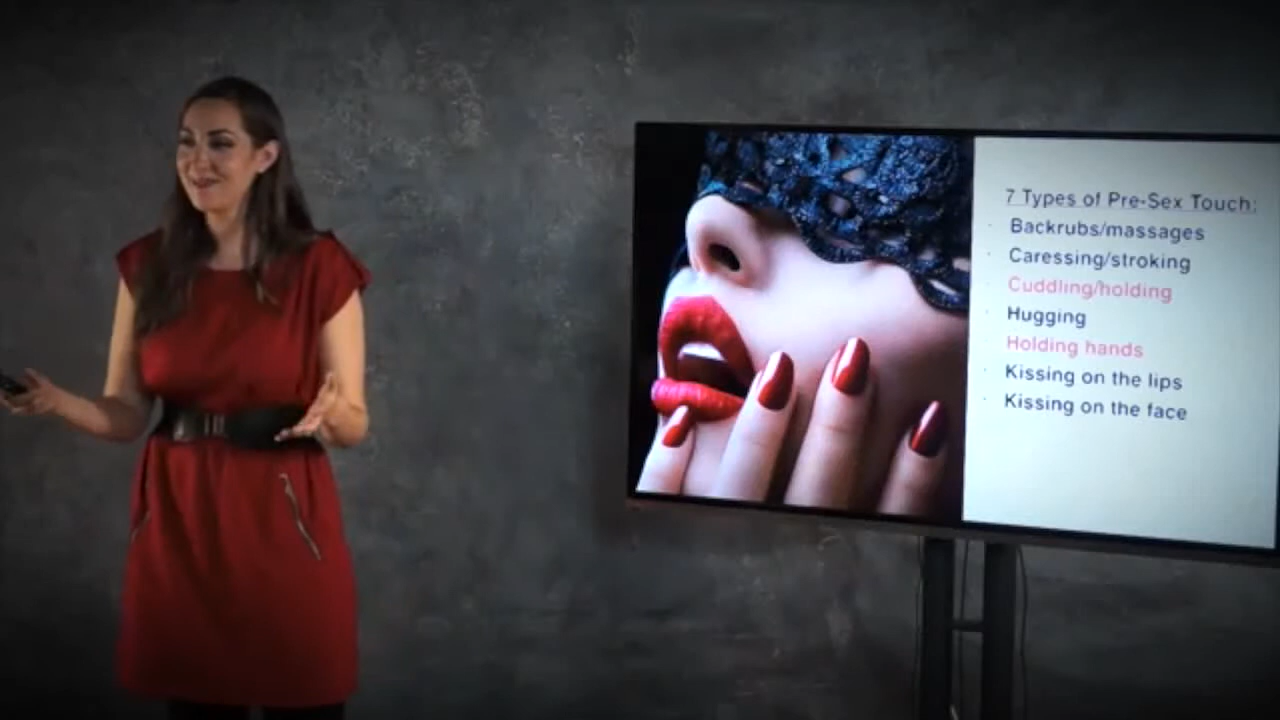 7 Types of Pre-Sex Touch:
Backrubs/massages
Caressing/stroking
Cuddling/holding
Hugging
Holding hands
Kissing on the lips
Kissing on the face